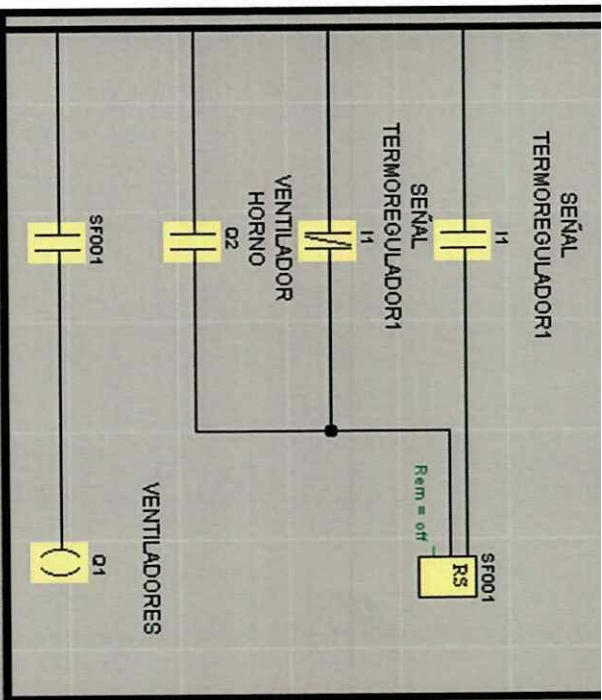 SEÑAL
TERMOREGULADOR1
I1
SF001
RS
Rem = off
SEÑAL
TERMOREGULADOR1
I1
VENTILADOR
HORNO
Q2
SF001
VENTILADORES
Q1